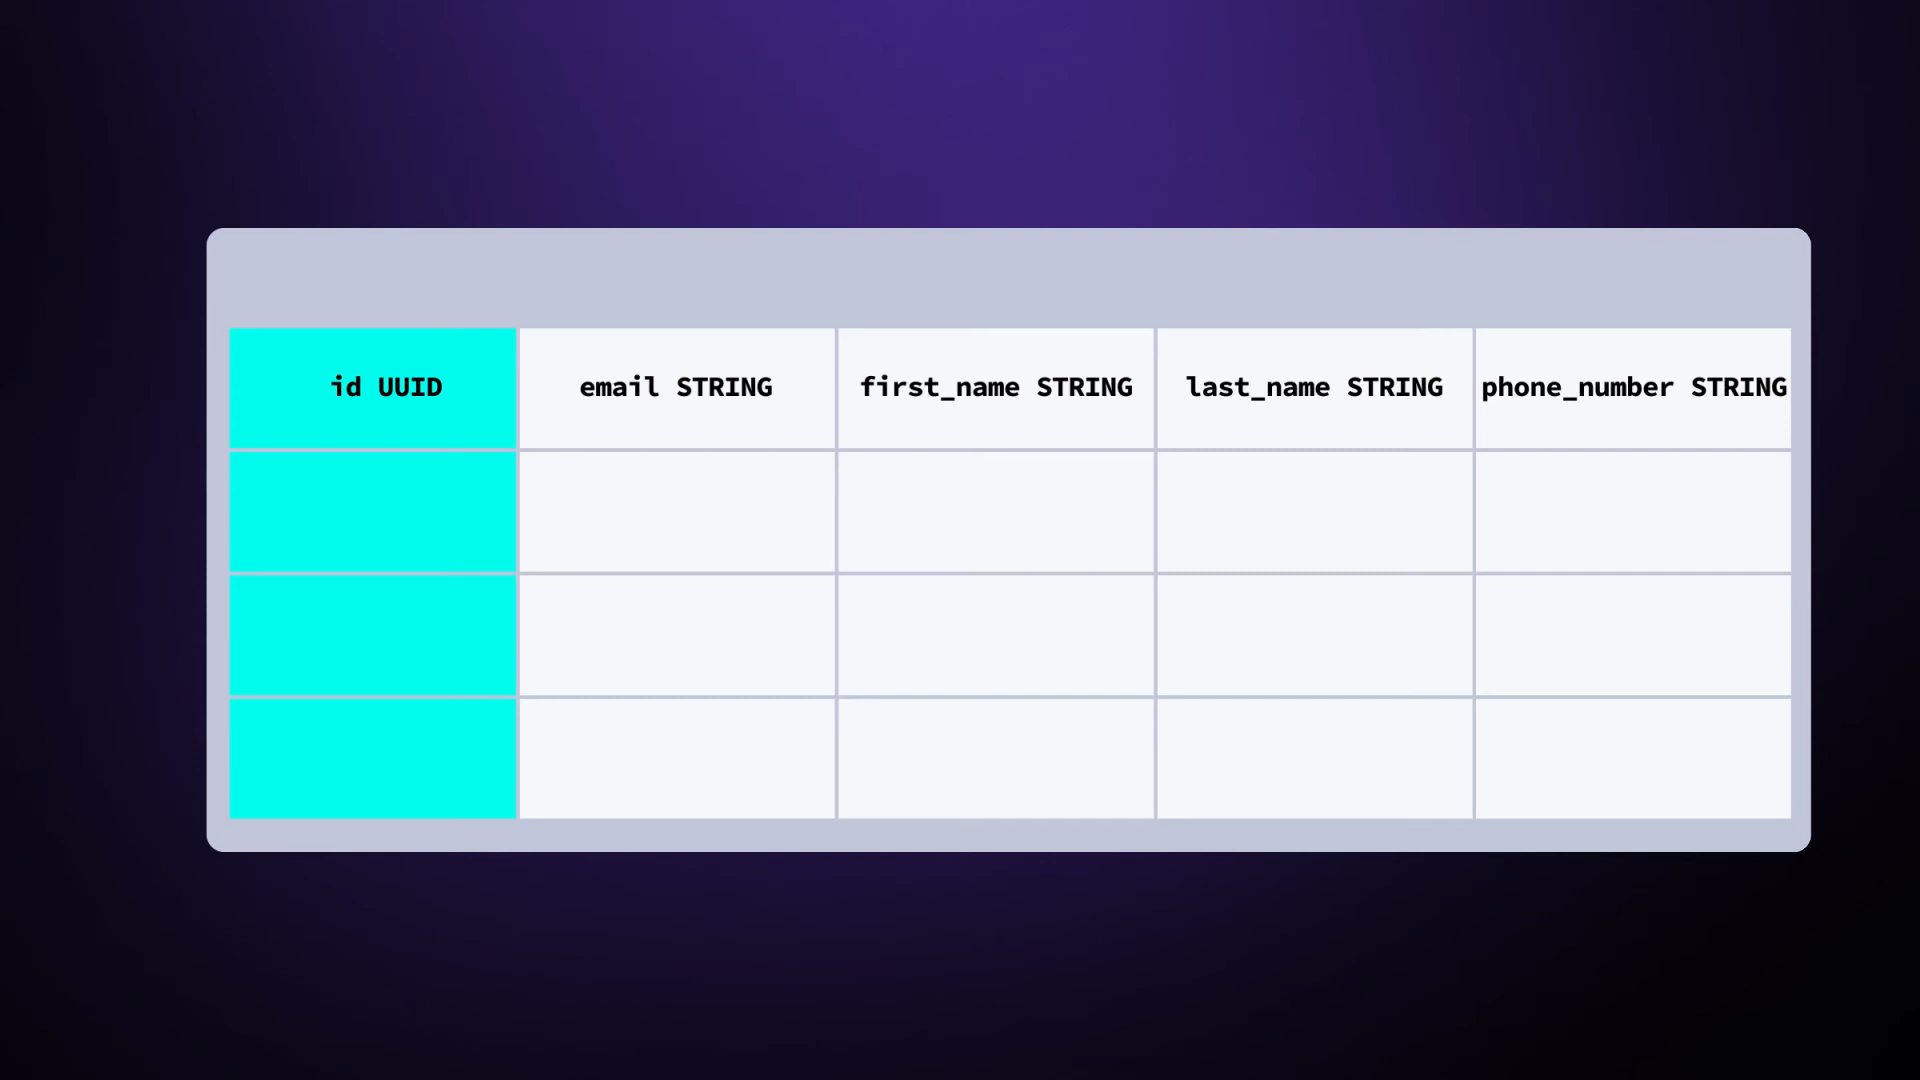 id UUID
email STRING
first_name STRING
last_name STRING
phone_number STRING